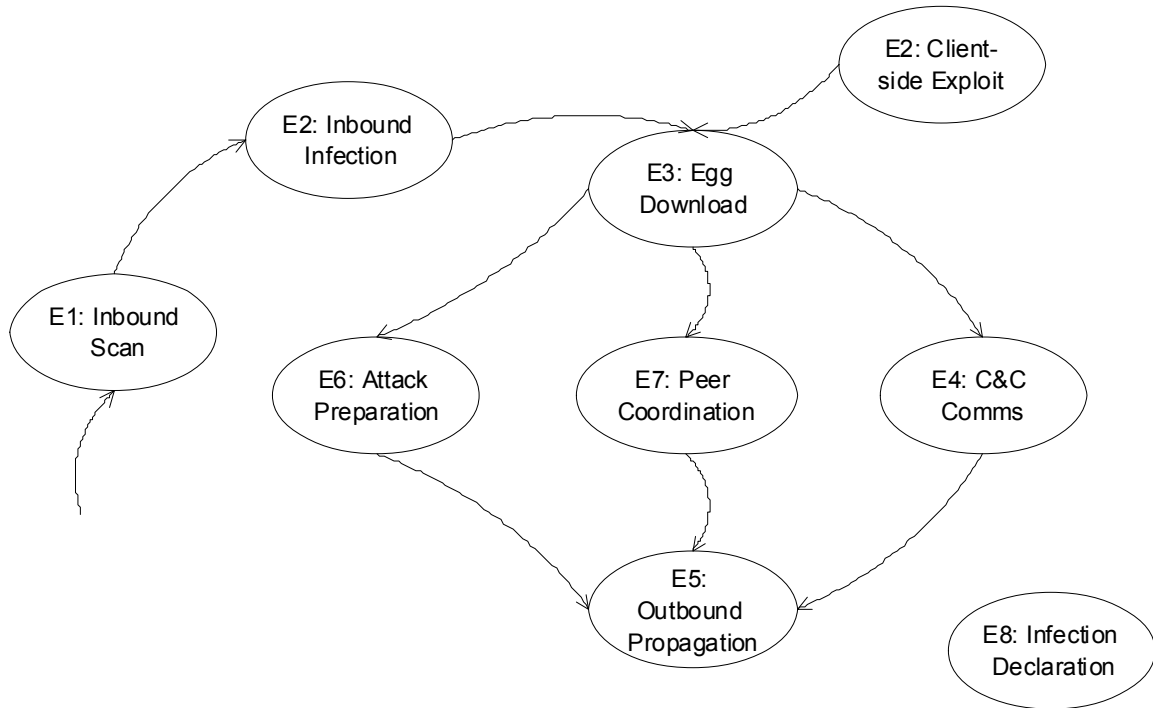 E2: Client-
side Exploit
E2: Inbound
Infection
E3: Egg
Download
E1: Inbound
Scan
E6: Attack
Preparation
E7: Peer
Coordination
E4: C&C
Comms
E5:
Outbound
Propagation
E8: Infection
Declaration